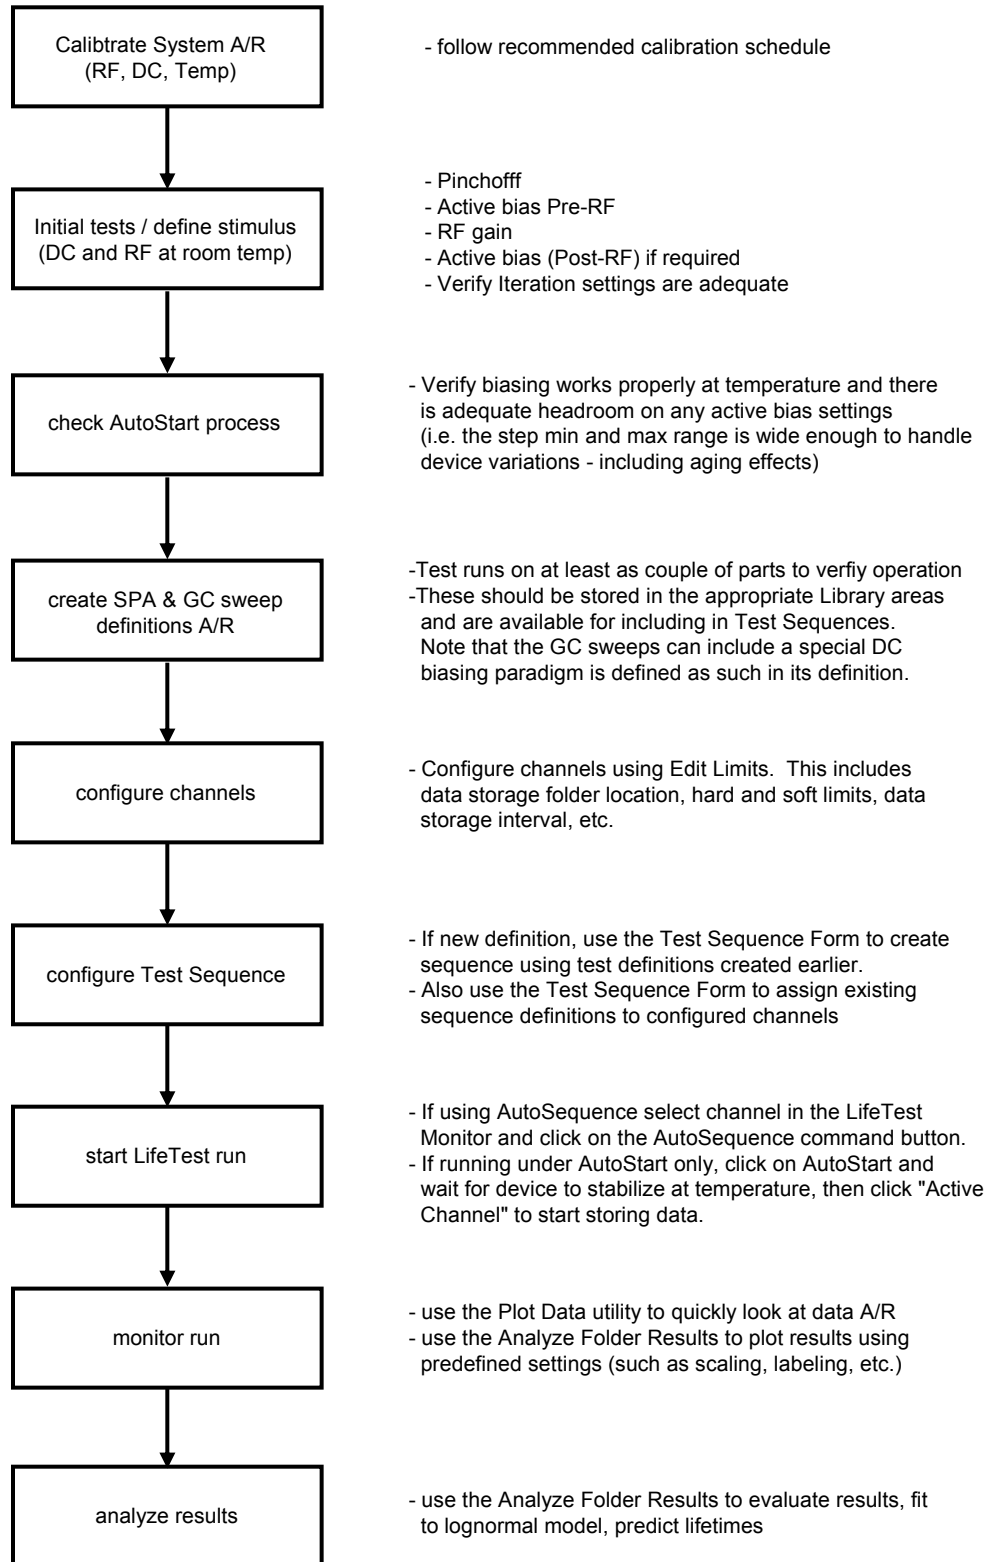 Calibtrate System A/R
(RF, DC, Temp)
- follow recommended calibration schedule
Initial tests / define stimulus
(DC and RF at room temp)
- Pinchofff
- Active bias Pre-RF
- RF gain
- Active bias (Post-RF) if required
- Verify Iteration settings are adequate
check AutoStart process
- Verify biasing works properly at temperature and there
is adequate headroom on any active bias settings
(i.e. the step min and max range is wide enough to handle
device variations - including aging effects)
create SPA & GC sweep
definitions A/R
-Test runs on at least as couple of parts to verfiy operation
-These should be stored in the appropriate Library areas
and are available for including in Test Sequences.
Note that the GC sweeps can include a special DC
biasing paradigm is defined as such in its definition.
configure channels
- Configure channels using Edit Limits.  This includes
data storage folder location, hard and soft limits, data
storage interval, etc.
configure Test Sequence
- If new definition, use the Test Sequence Form to create
sequence using test definitions created earlier.
- Also use the Test Sequence Form to assign existing
sequence definitions to configured channels
start LifeTest run
- If using AutoSequence select channel in the LifeTest
Monitor and click on the AutoSequence command button.
- If running under AutoStart only, click on AutoStart and
wait for device to stabilize at temperature, then click "Active
Channel" to start storing data.
monitor run
- use the Plot Data utility to quickly look at data A/R
- use the Analyze Folder Results to plot results using
predefined settings (such as scaling, labeling, etc.)
analyze results
- use the Analyze Folder Results to evaluate results, fit
to lognormal model, predict lifetimes